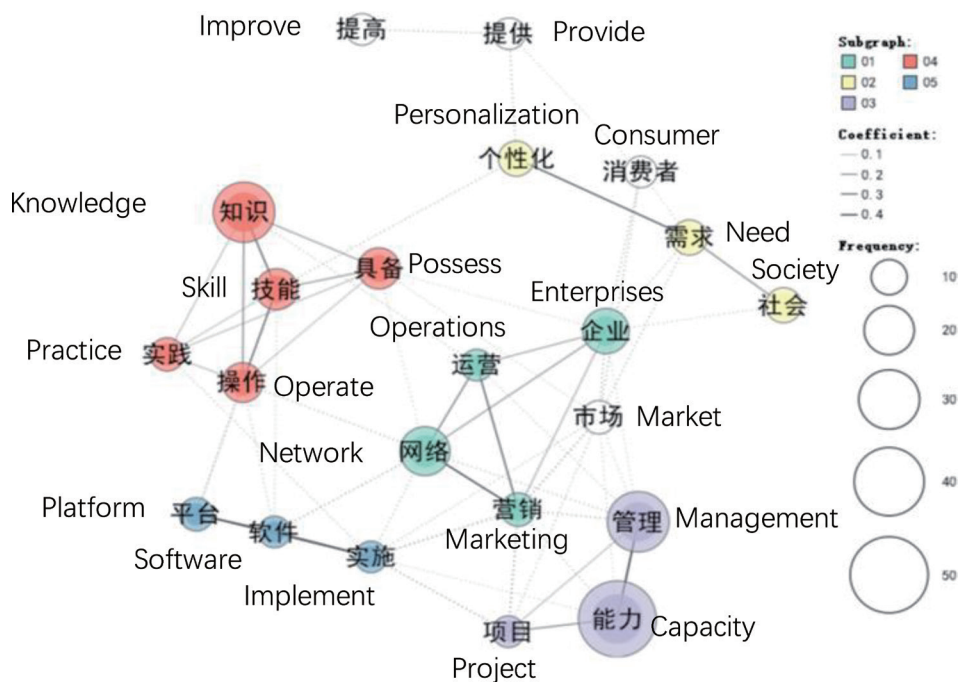 Improve 提高 提供 Provide
Subgraph:
01 04
02 05
03
Personalization
个性化
Consumer
消费者
Coefficient:
0.1
0.2
0.3
0.4
Knowledge 知识
需求 Need
Frequency:
具备 Possess
Society
社会
Skill 技能
Enterprises
企业
10
Operations
运营
20
Practice 实践
操作 Operate
市场 Market
30
Network 网络
Platform 平台
软件
Software
营销
Marketing
管理 Management
40
实施
Implement
50
项目
Project
能力 Capacity